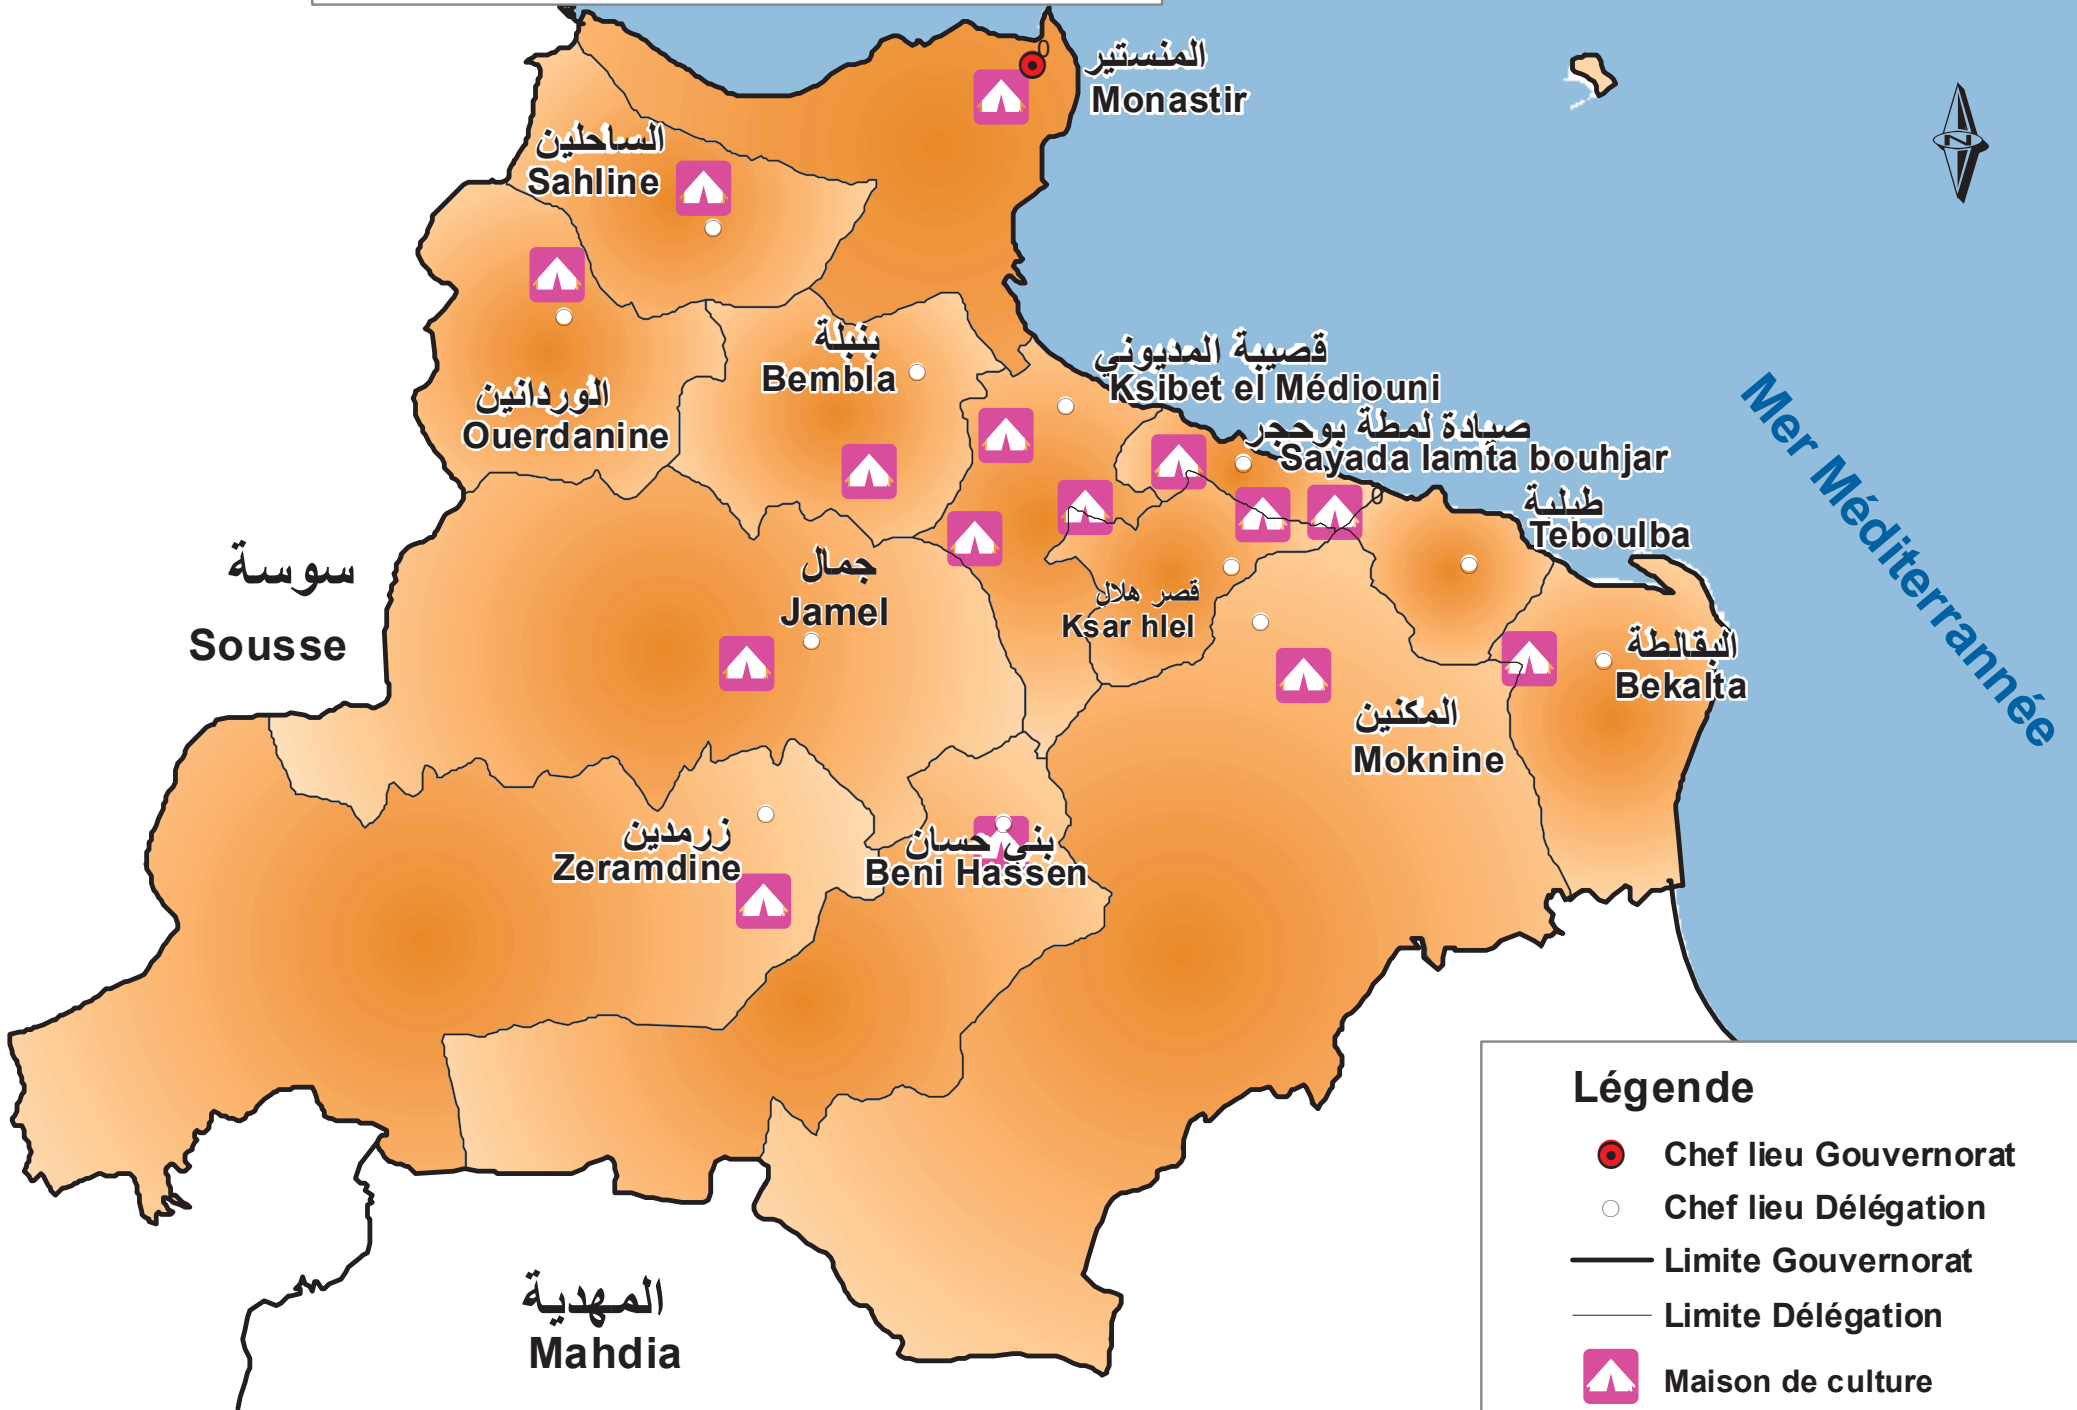 المنستير
Monastir
الساحلين
Sahline
بنبلة
Bembla
قصيبة المديوني
Ksibet el Médiouni
الوردانين
Ouerdanine
صيادة لمطة بوحجر
Sayada lamta bouhjar
طبلبة
Teboulba
سوسة
Sousse
جمال
Jamel
قصر هلال
Ksar hlel
البقالطة
Bekalta
المكنين
Moknine
زرمدين
Zeramdine
بني حسان
Beni Hassen
المهدية
Mahdia
Mer Méditerrannée
N
0
0
Légende
Chef lieu Gouvernorat
Chef lieu Délégation
Limite Gouvernorat
Limite Délégation
Maison de culture